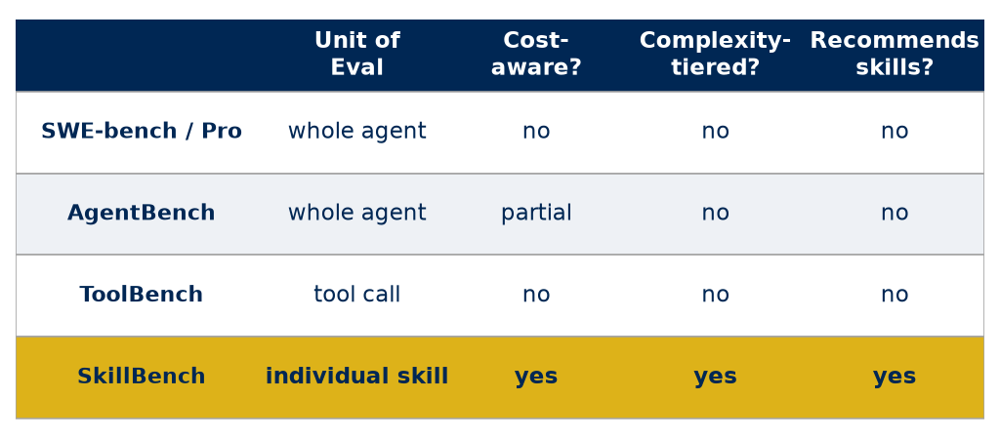 Unit of Eval Cost-aware? Complexity-tiered? Recommends skills?
SWE-bench / Pro whole agent no no no
AgentBench whole agent partial no no
ToolBench tool call no no no
SkillBench individual skill yes yes yes